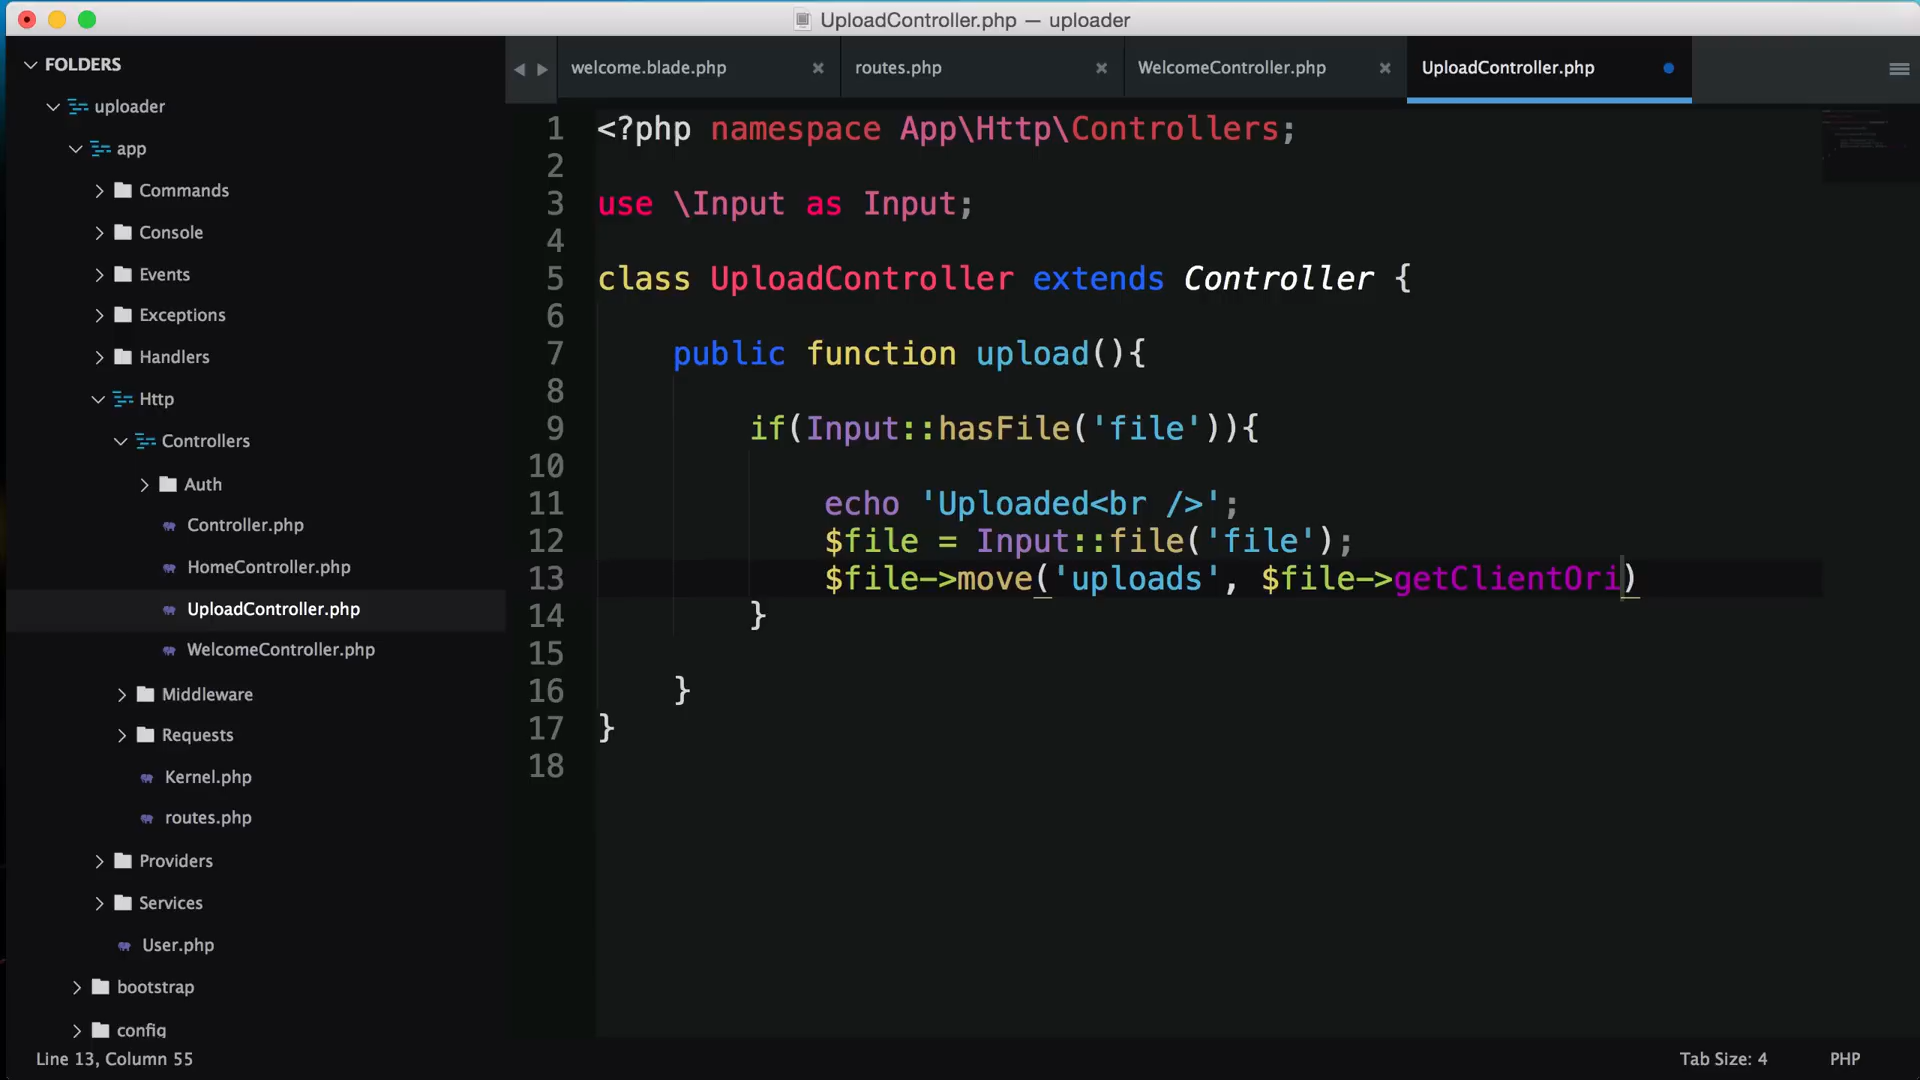 UploadController.php — uploader
FOLDERS
uploader
app
Commands
Console
Events
Exceptions
Handlers
Http
Controllers
Auth
Controller.php
HomeController.php
UploadController.php
WelcomeController.php
Middleware
Requests
Kernel.php
routes.php
Providers
Services
User.php
bootstrap
config
welcome.blade.php
routes.php
WelcomeController.php
UploadController.php
1 <?php namespace App\Http\Controllers;
2
3 use \Input as Input;
4
5 class UploadController extends Controller {
6
7 public function upload(){
8
9 if(Input::hasFile('file')){
10
11 echo 'Uploaded<br />';
12 $file = Input::file('file');
13 $file->move('uploads', $file->getClientOri)
14 }
15
16 }
17 }
18
Line 13, Column 55
Tab Size: 4
PHP